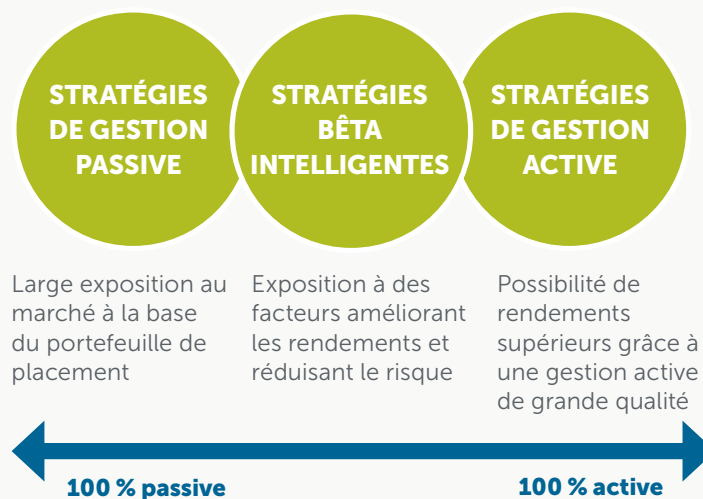 STRATÉGIES
DE GESTION
PASSIVE
STRATÉGIES
BÊTA
INTELLIGENTES
STRATÉGIES
DE GESTION
ACTIVE
Large exposition au
marché à la base
du portefeuille de
placement
Exposition à des
facteurs améliorant
les rendements et
réduisant le risque
Possibilité de
rendements
supérieurs grâce à
une gestion active
de grande qualité
100 % passive
100 % active